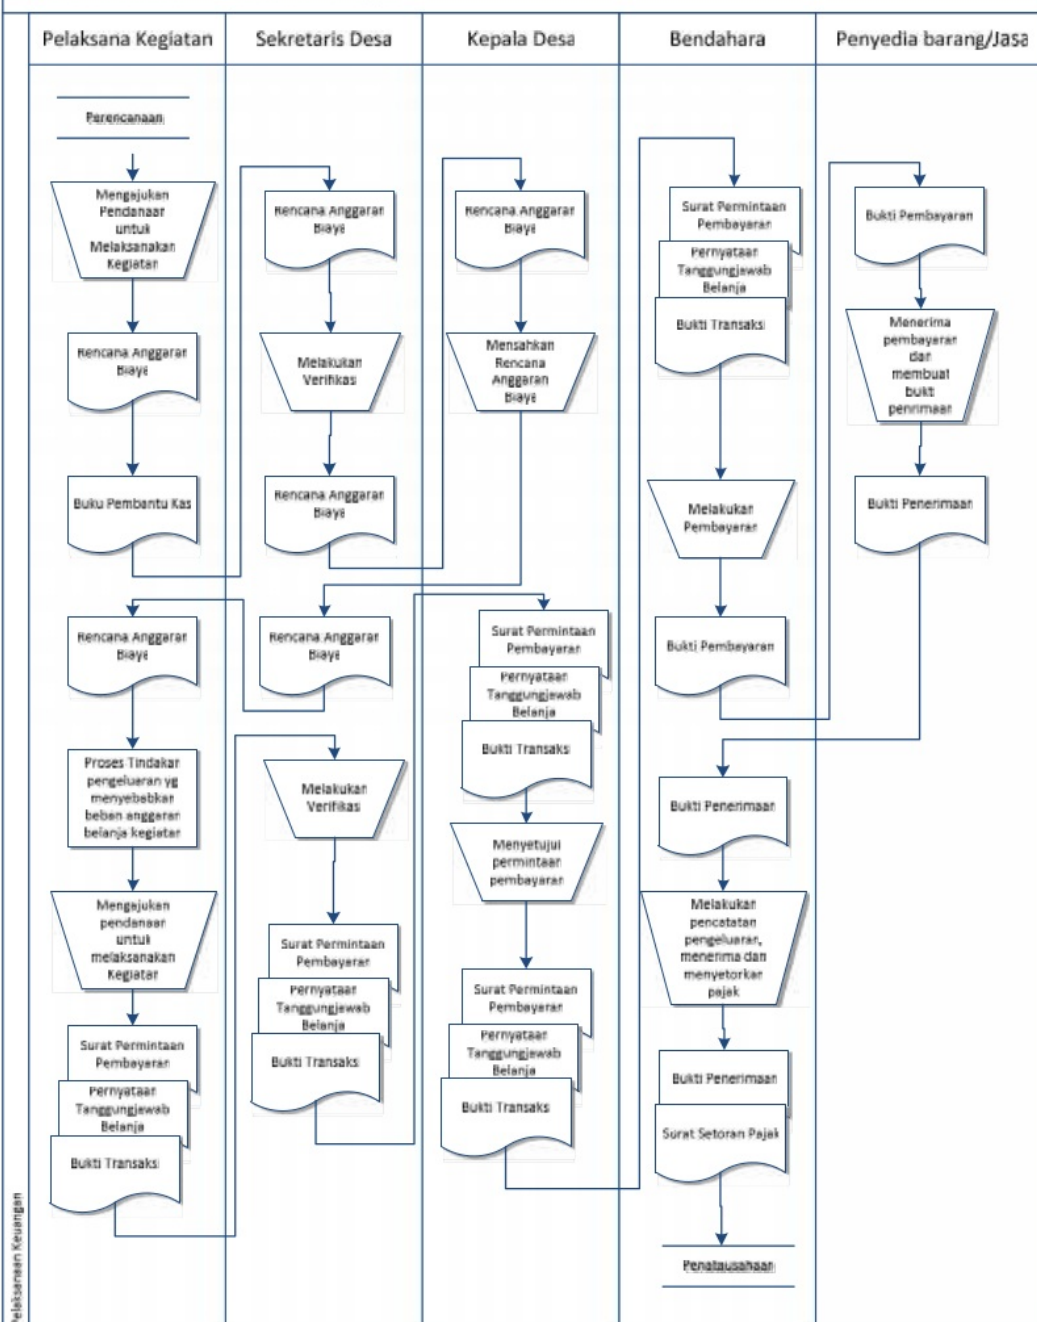 Pelaksana Kegiatan
Sekretaris Desa
Kepala Desa
Bendahara
Penyedia barang/Jasa
Perencanaan
Mengajukan
Pendanaan
untuk
Melaksanakan
Kegiatan
Rencana Anggaran
Biaya
Buku Pembantu Kas
Rencana Anggaran
Biaya
Proses Tindakan
pengeluaran yg
menyebabkan
beban anggaran
belanja kegiatan
Mengajukan
pendanaan
untuk
melaksanakan
Kegiatan
Surat Permintaan
Pembayaran
Pernyataan
Tanggungjawab
Belanja
Bukti Transaksi
Rencana Anggaran
Biaya
Melakukan
Verifikas
Rencana Anggaran
Biaya
Rencana Anggaran
Biaya
Melakukan
Verifikas
Surat Permintaan
Pembayaran
Pernyataan
Tanggungjawab
Belanja
Bukti Transaks
Rencana Anggaran
Biaya
Mensahkan
Rencana
Anggaran
Biaya
Surat Permintaan
Pembayaran
Pernyataan
Tanggungjawab
Belanja
Bukti Transaks
Menyetujui
permintaan
pembayaran
Surat Permintaan
Pembayaran
Pernyataan
Tanggungjawab
Belanja
Bukti Transaks
Surat Permintaan
Pembayaran
Pernyataan
Tanggungjawab
Belanja
Bukti Transaksi
Melakukan
Pembayaran
Bukti Pembayaran
Bukti Penerimaan
Melakukan
pencatatan
pengeluaran,
menerima dan
menyetorkan
pajak
Bukti Penerimaan
Surat Setoran Pajak
Penatausahaan
Bukti Pembayaran
Menerima
pembayaran
dan
membuat
bukti
penrimaan
Bukti Penerimaan
Pelaksanaan Keuangan